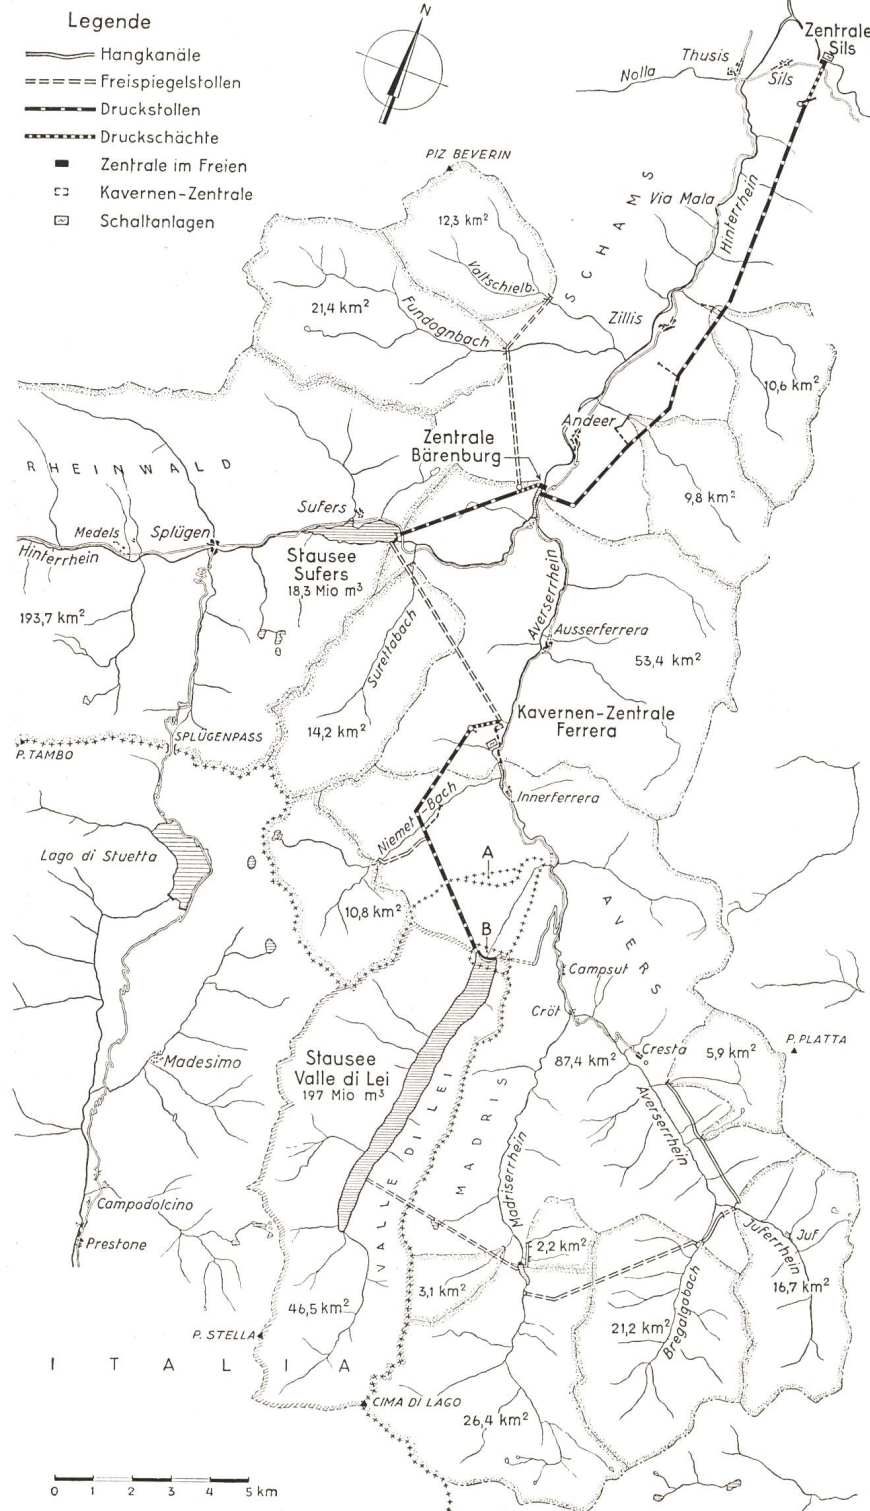 Legende
Hangkanäle
Freispiegelstollen
Druckstollen
Druckschächte
Zentrale im Freien
Kavernen-Zentrale
Schaltanlagen
N
Zentrale
Sils
Thusis
Sils
Nolla
PIZ BEVERIN
SCHAMS
Via Mala
Hinterrhein
12,3 km²
Valtschielb.
21,4 km²
Fundognbach
Zillis
10,6 km²
Andeer
Zentrale
Bärenburg
RHEINWALD
9,8 km²
Sufers
Medels
Splügen
Hinterrhein
Stausee
Sufers
18,3 Mio m³
193,7 km²
Averserrhein
Ausserferrera
Surettabach
53,4 km²
Kavernen-Zentrale
Ferrera
14,2 km²
SPLÜGENPASS
P. TAMBO
Innerferrera
Niemet-Bach
Lago di Stuetta
A
10,8 km²
AVERS
B
Campsut
Cröt
Cresta
5,9 km²
P. PLATTA
87,4 km²
Madesimo
Stausee
Valle di Lei
197 Mio m³
VALLE DI LEI
MADRIS
Averserrhein
Madriserrhein
Campodolcino
Prestone
2,2 km²
Juferrhein
Juf
3,1 km²
16,7 km²
46,5 km²
21,2 km²
Bregalgabach
P. STELLA
ITALIA
CIMA DI LAGO
26,4 km²
0 1 2 3 4 5 km